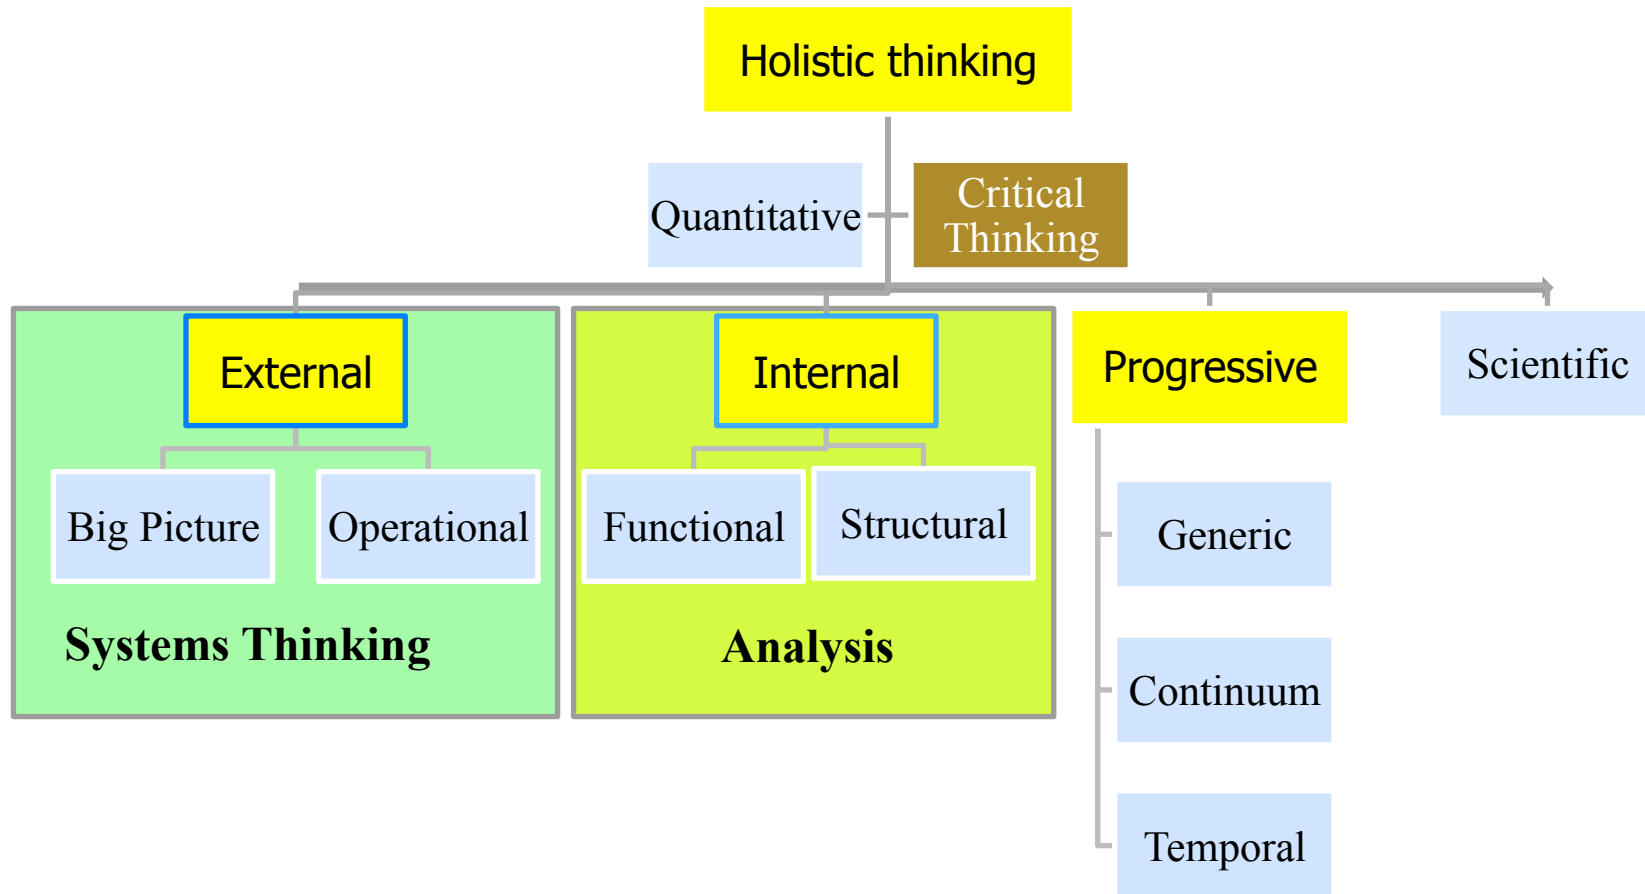 Holistic thinking
Quantitative
Critical
Thinking
External
Internal
Progressive
Scientific
Big Picture
Operational
Functional
Structural
Generic
Systems Thinking
Analysis
Continuum
Temporal